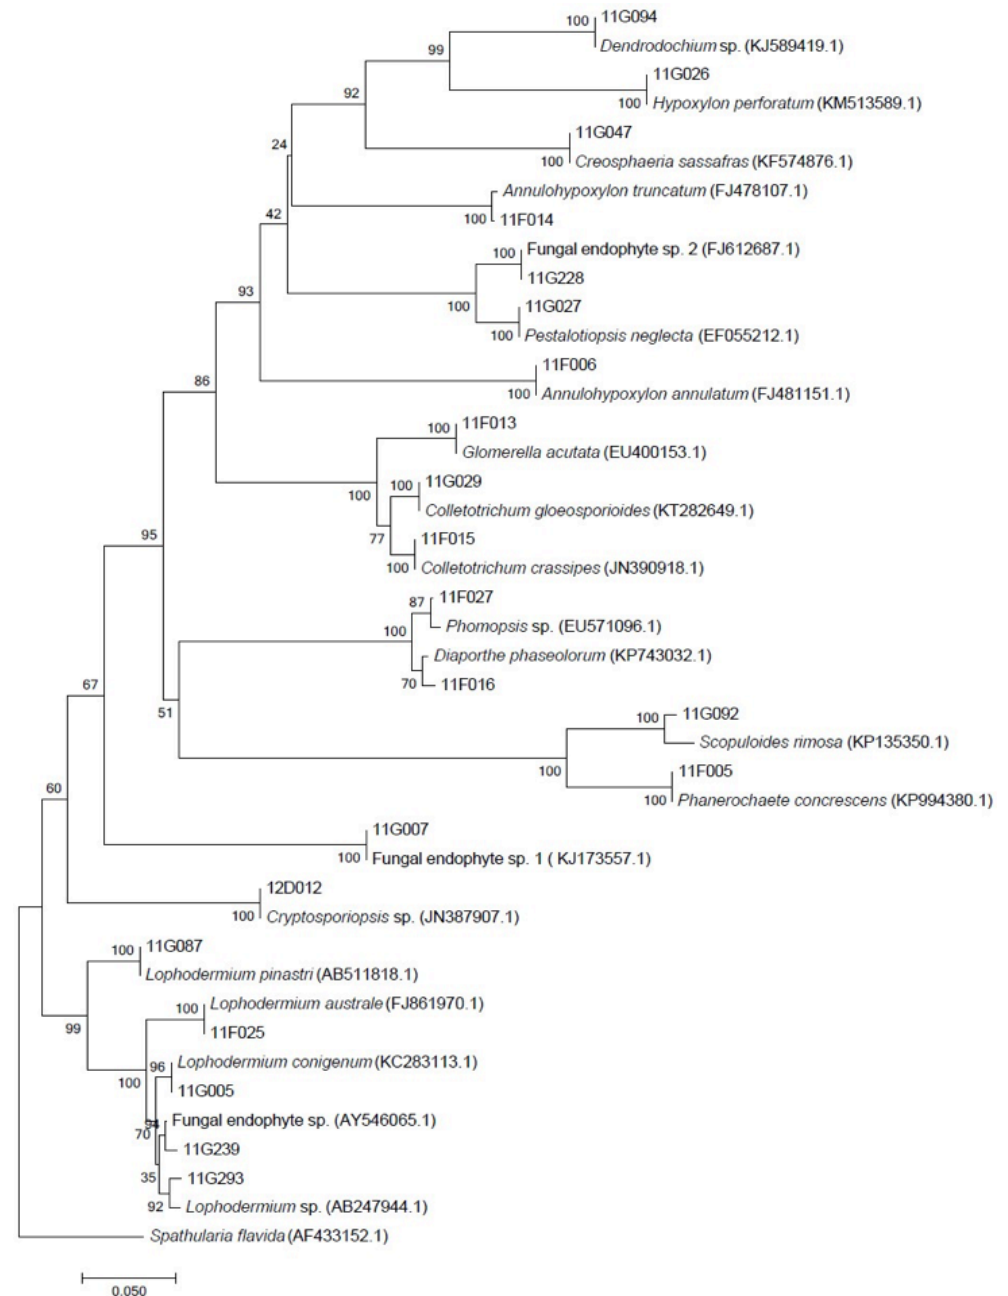 100 11G094
Dendrodochium sp. (KJ589419.1)
99
11G026
100 Hypoxylon perforatum (KM513589.1)
92
11G047
100 Creosphaeria sassafras (KF574876.1)
24
Annulohypoxylon truncatum (FJ478107.1)
100 11F014
42
100 Fungal endophyte sp. 2 (FJ612687.1)
11G228
100
11G027
100 Pestalotiopsis neglecta (EF055212.1)
93
11F006
100 Annulohypoxylon annulatum (FJ481151.1)
86
100 11F013
Glomerella acutata (EU400153.1)
100
100 11G029
Colletotrichum gloeosporioides (KT282649.1)
77
11F015
100 Colletotrichum crassipes (JN390918.1)
95
87 11F027
Phomopsis sp. (EU571096.1)
100
Diaporthe phaseolorum (KP743032.1)
70 11F016
67
51
100 11G092
Scopuloides rimosa (KP135350.1)
100
11F005
100 Phanerochaete concrescens (KP994380.1)
60
11G007
100 Fungal endophyte sp. 1 ( KJ173557.1)
12D012
100 Cryptosporiopsis sp. (JN387907.1)
100 11G087
Lophodermium pinastri (AB511818.1)
99
100 Lophodermium australe (FJ861970.1)
11F025
96 Lophodermium conigenum (KC283113.1)
100
11G005
94 Fungal endophyte sp. (AY546065.1)
70
11G239
35
11G293
92 Lophodermium sp. (AB247944.1)
Spathularia flavida (AF433152.1)
0.050